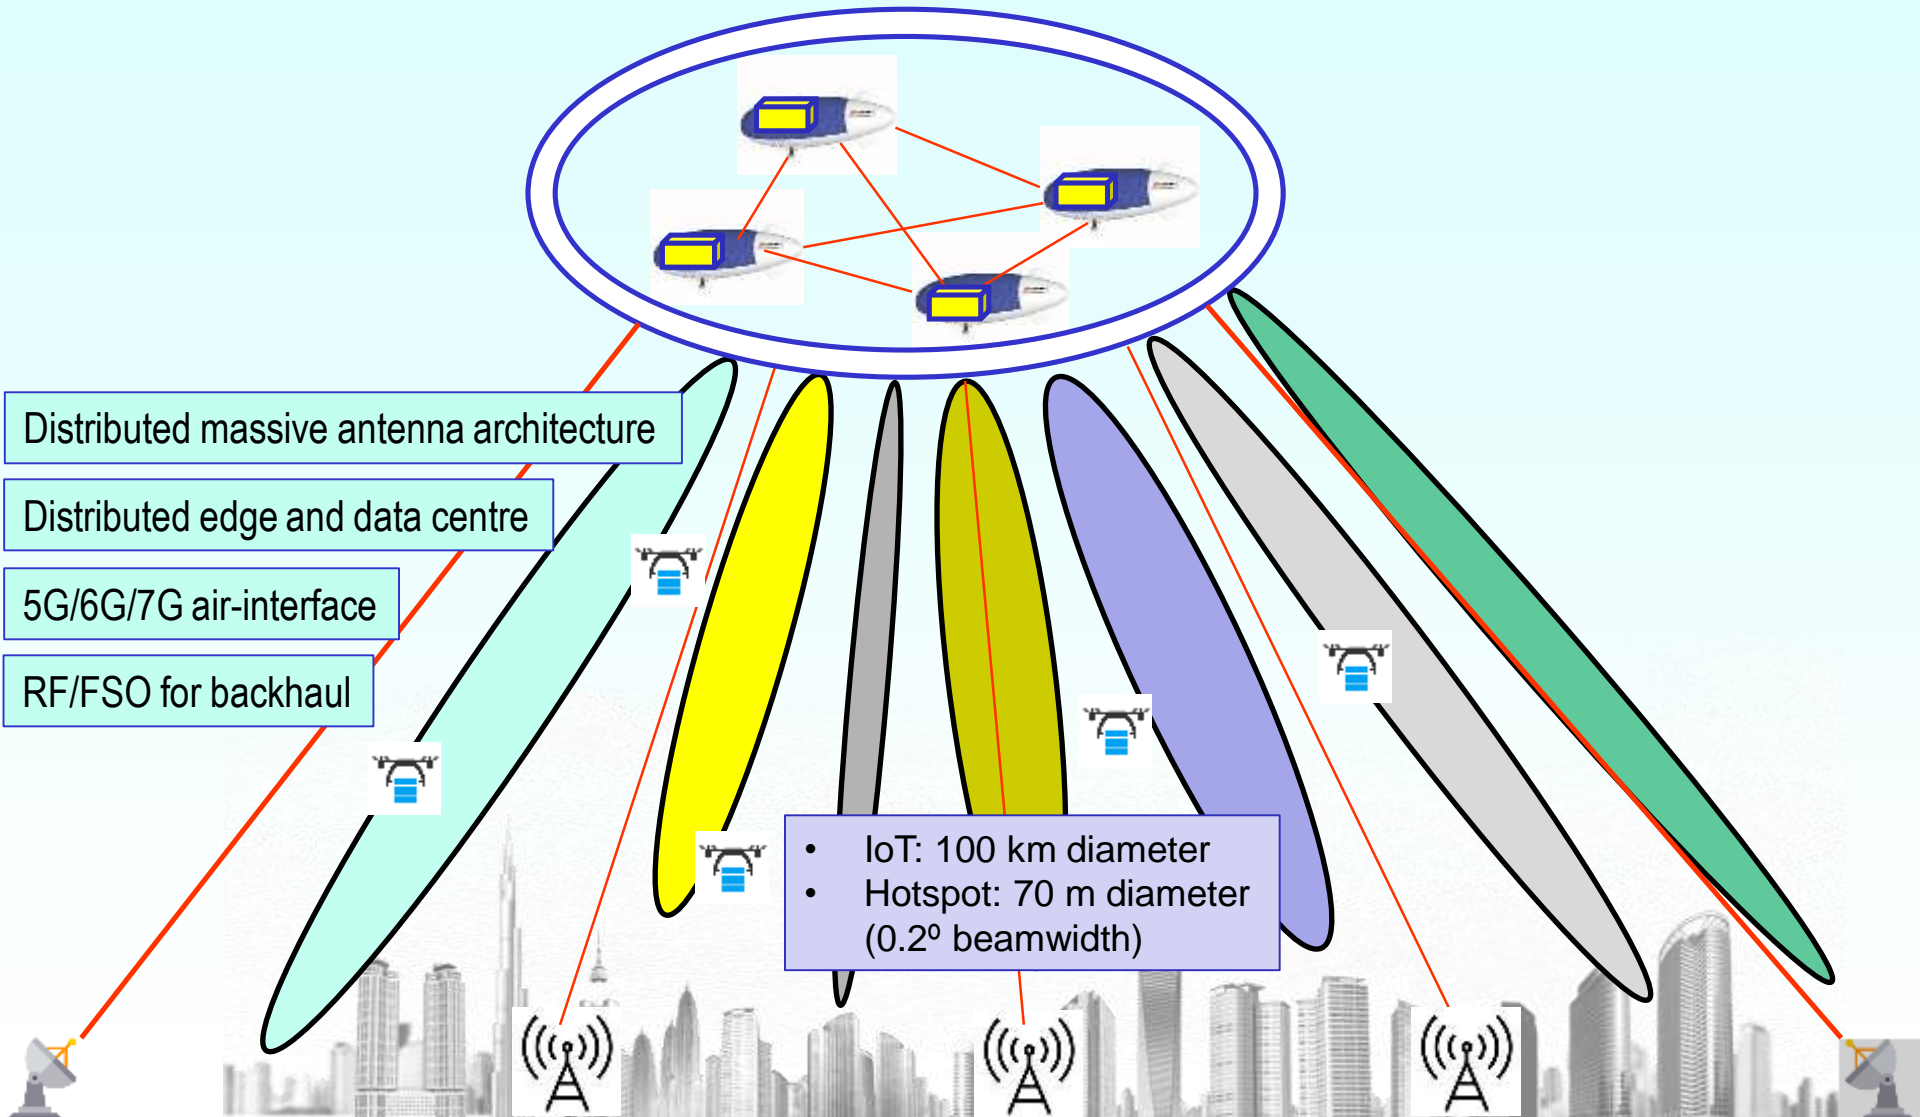 Distributed massive antenna architecture
Distributed edge and data centre
5G/6G/7G air-interface
RF/FSO for backhaul
• IoT: 100 km diameter
• Hotspot: 70 m diameter
(0.2º beamwidth)